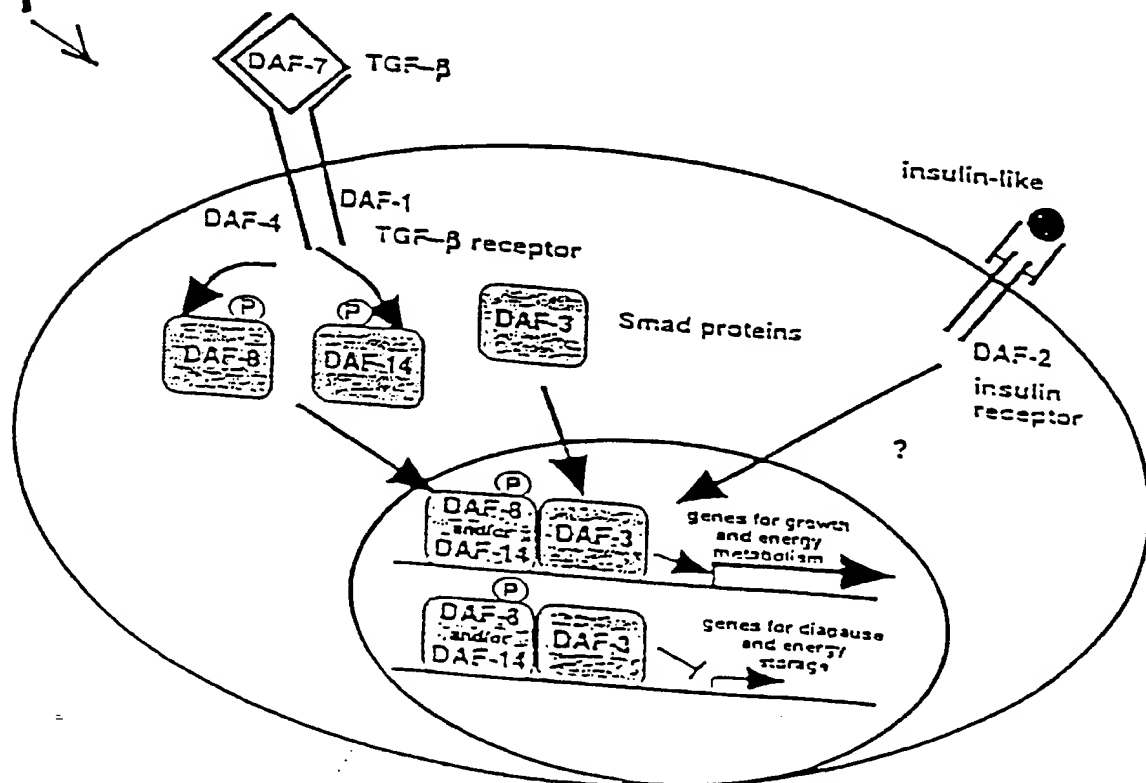 DAF-7
TGF-β
DAF-4
DAF-1
TGF-β receptor
insulin-like
P
DAF-8
P
DAF-14
DAF-3
Smad proteins
DAF-2
insulin
receptor
?
P
DAF-8
and/or
DAF-14
DAF-3
genes for growth
and energy
metabolism
P
DAF-8
and/or
DAF-14
DAF-3
genes for diapause
and energy
storage